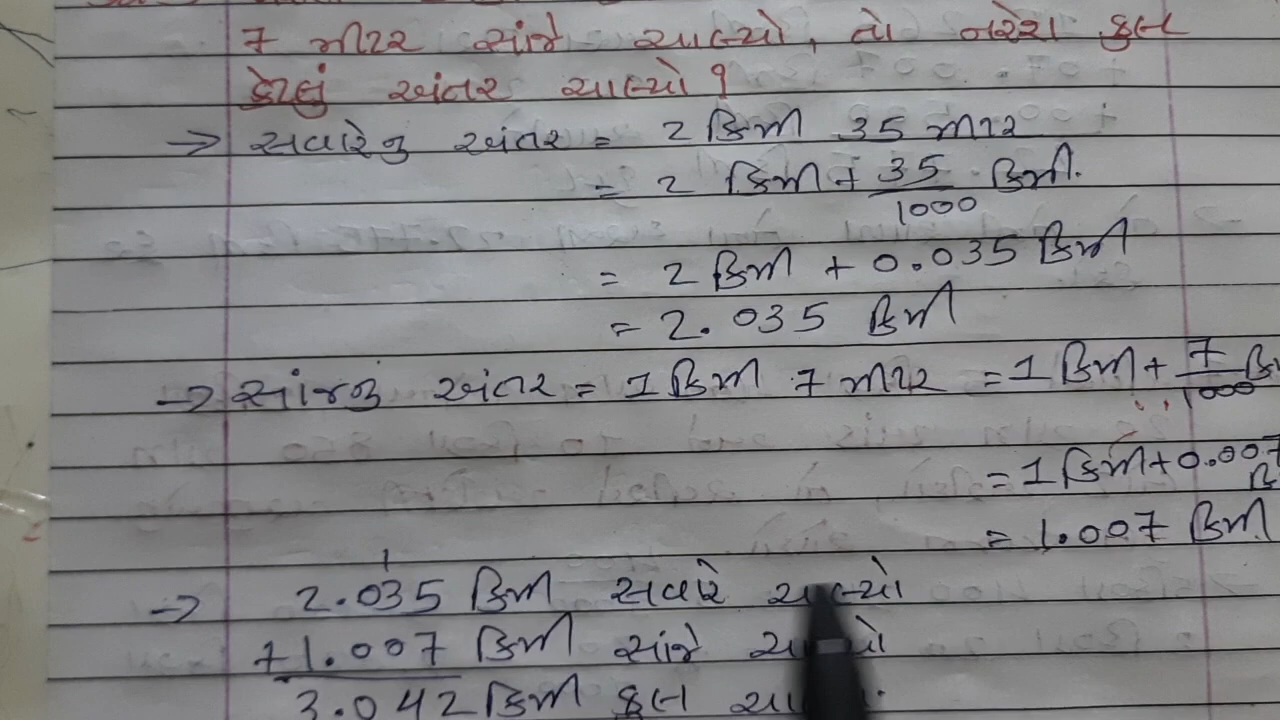 7 મીટર સાંજે ચાલ્યો, તો નરેશ કુલ
કેટલું અંતર ચાલ્યો ?
→ સવારેનુ અંતર = 2 કિમી 35 મીટર
= 2 કિમી + 35/1000 કિમી.
= 2 કિમી + 0.035 કિમી
= 2.035 કિમી
→ સાંજનું અંતર = 1 કિમી 7 મીટર = 1 કિમી + 7/1000 કિ
= 1 કિમી + 0.007
કિ
= 1.007 કિમી
1
→ 2.035 કિમી સવારે ચાલ્યો
+ 1.007 કિમી સાંજે
3.042 કિમી કુલ